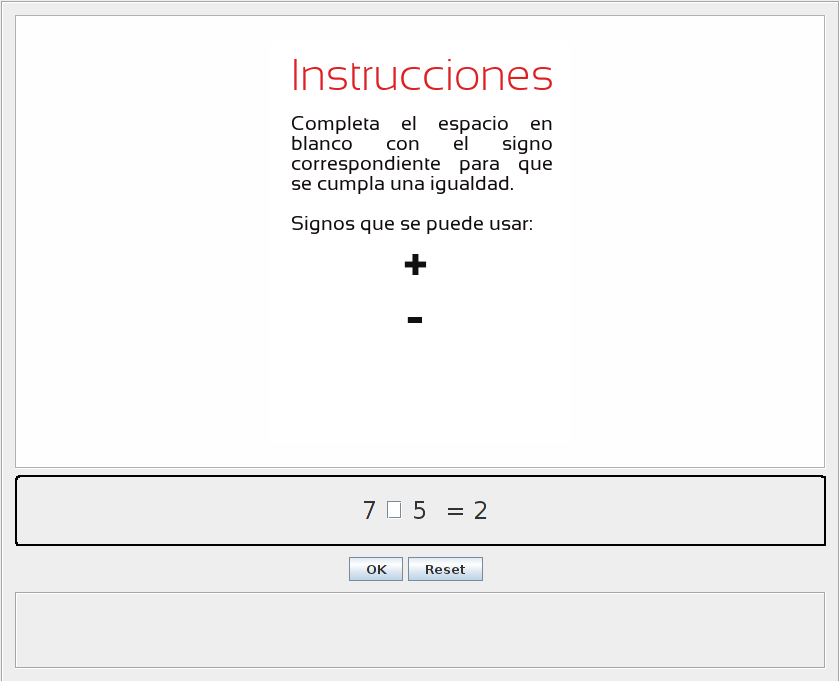 Instrucciones
Completa el espacio en
blanco con el signo
correspondiente para que
se cumpla una igualdad.
Signos que se puede usar:
+
-
7 5 = 2
OK Reset